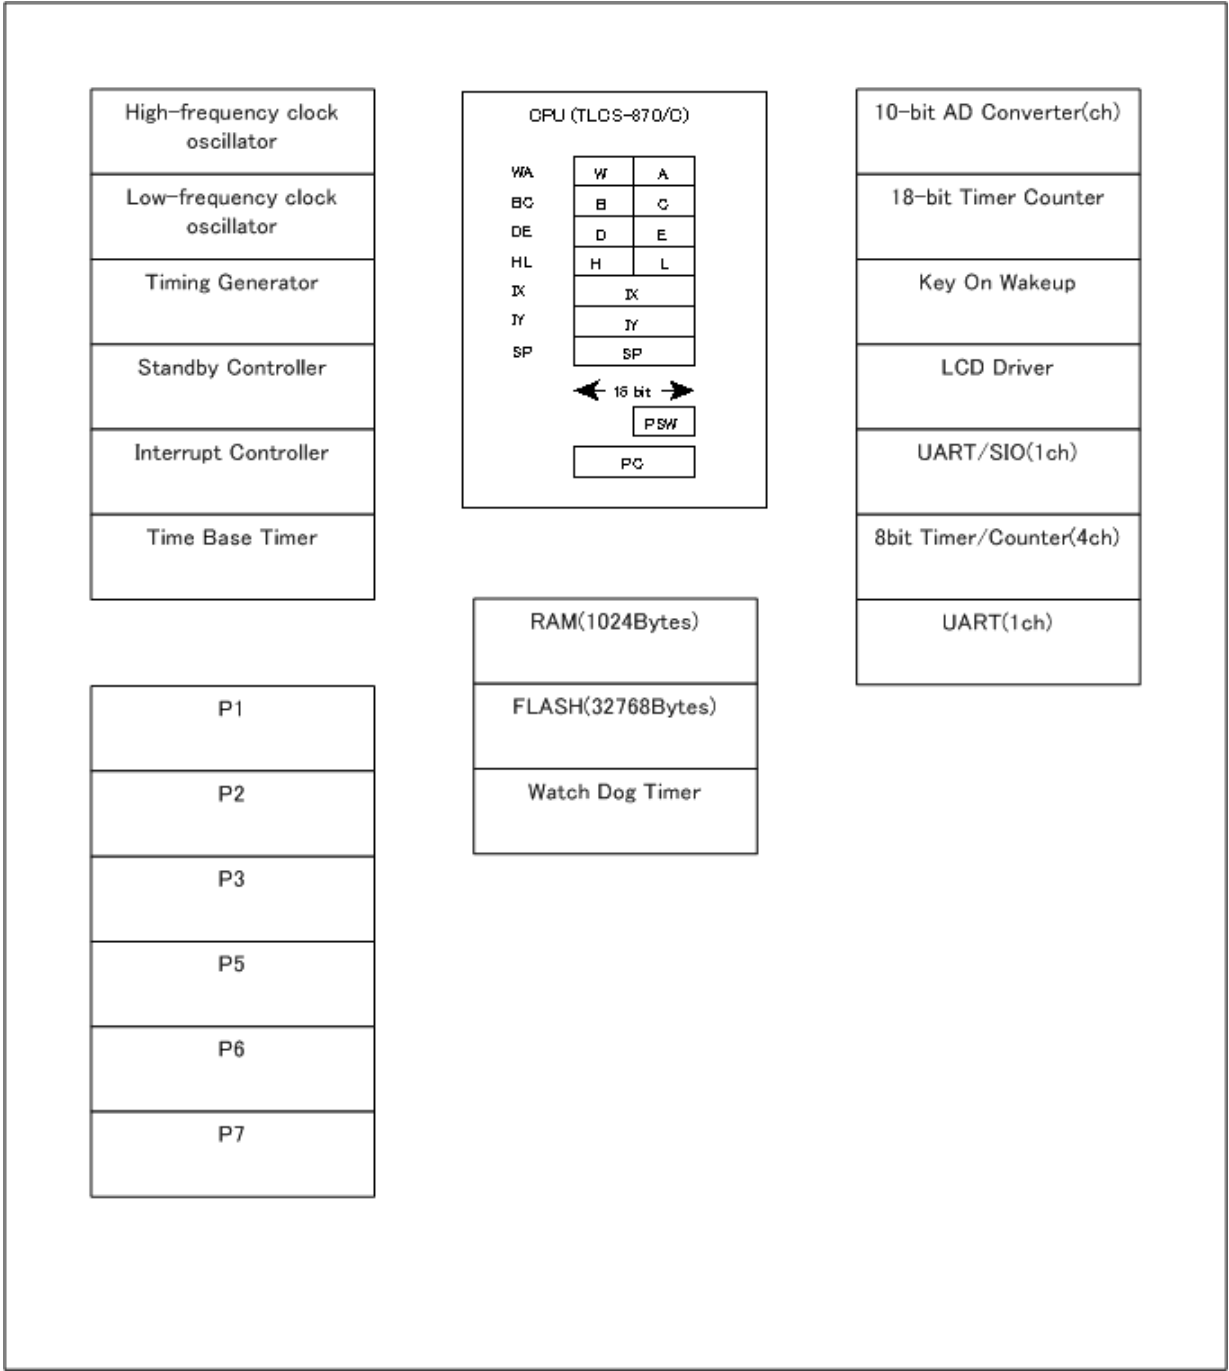 High-frequency clock
oscillator
Low-frequency clock
oscillator
Timing Generator
Standby Controller
Interrupt Controller
Time Base Timer
P1
P2
P3
P5
P6
P7
CPU (TLCS-870/C)
WA W A
BC B C
DE D E
HL H L
IX IX
IY IY
SP SP
16 bit
PSW
PC
RAM(1024Bytes)
FLASH(32768Bytes)
Watch Dog Timer
10-bit AD Converter(ch)
18-bit Timer Counter
Key On Wakeup
LCD Driver
UART/SIO(1ch)
8bit Timer/Counter(4ch)
UART(1ch)